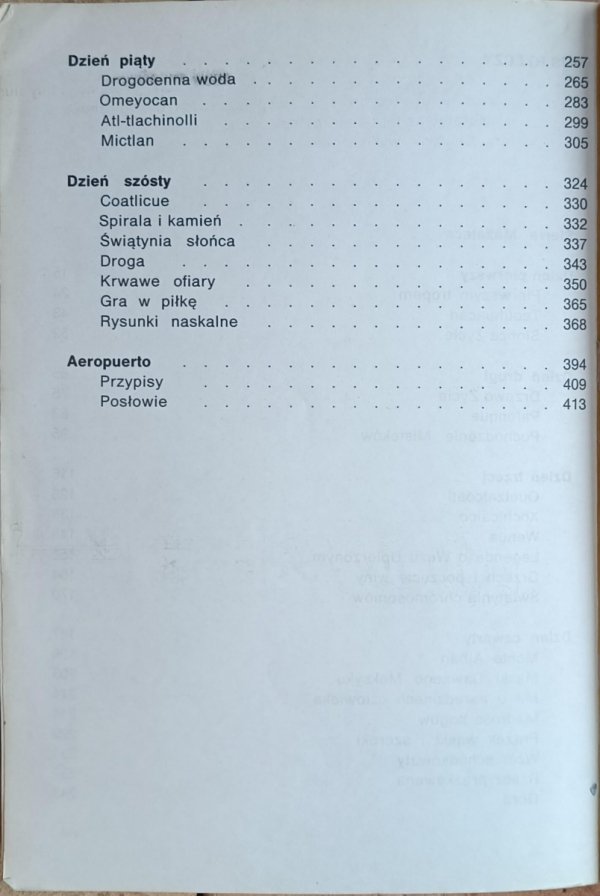 Dzień piąty . . . . . . . . . . . . . . . . 257
Drogocenna woda . . . . . . . . . . . . . 265
Omeyocan . . . . . . . . . . . . . . . 283
Atl-tlachinolli . . . . . . . . . . . . . . 299
Mictlan . . . . . . . . . . . . . . . . 305
Dzień szósty . . . . . . . . . . . . . . . 324
Coatlicue . . . . . . . . . . . . . . . 330
Spirala i kamień . . . . . . . . . . . . . 332
Świątynia słońca . . . . . . . . . . . . 337
Droga . . . . . . . . . . . . . . . . 343
Krwawe ofiary . . . . . . . . . . . . . 350
Gra w piłkę . . . . . . . . . . . . . . 365
Rysunki naskalne . . . . . . . . . . . . 368
Aeropuerto . . . . . . . . . . . . . . . . 394
Przypisy . . . . . . . . . . . . . . . 409
Posłowie . . . . . . . . . . . . . . . 413